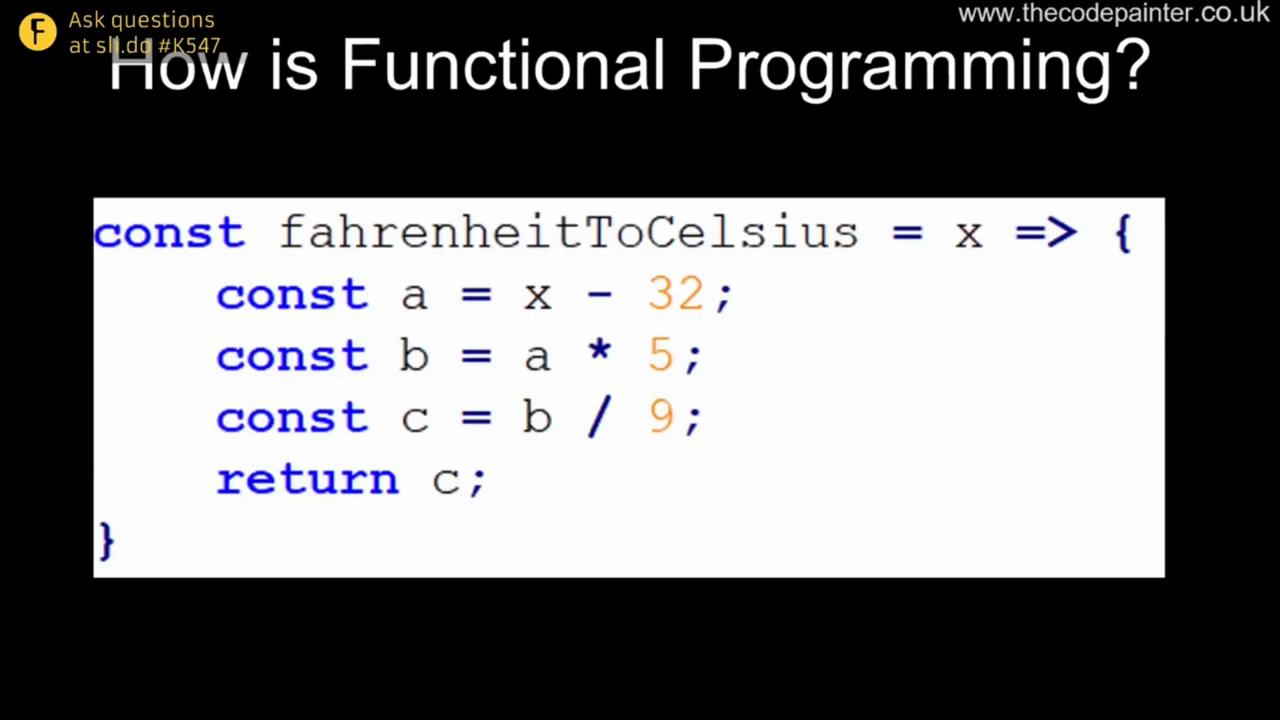 Ask questions
at sli.do #K547
www.thecodepainter.co.uk
How is Functional Programming?
const fahrenheitToCelsius = x => {
    const a = x - 32;
    const b = a * 5;
    const c = b / 9;
    return c;
}